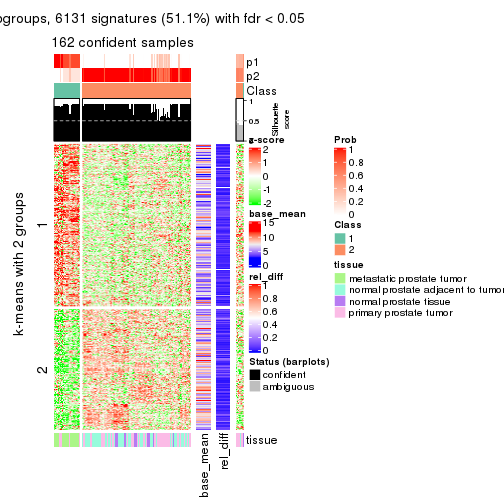 ogroups, 6131 signatures (51.1%) with fdr < 0.05
162 confident samples
p1
p2
Class
1
0.5
Silhouette
score
z-score
2
1
0
-1
-2
base_mean
15
10
5
0
rel_diff
1
0.8
0.6
0.4
0.2
0
Status (barplots)
confident
ambiguous
Prob
1
0.8
0.6
0.4
0.2
0
Class
1
2
tissue
metastatic prostate tumor
normal prostate adjacent to tumor
normal prostate tissue
primary prostate tumor
k-means with 2 groups
1
2
tissue
base_mean
rel_diff